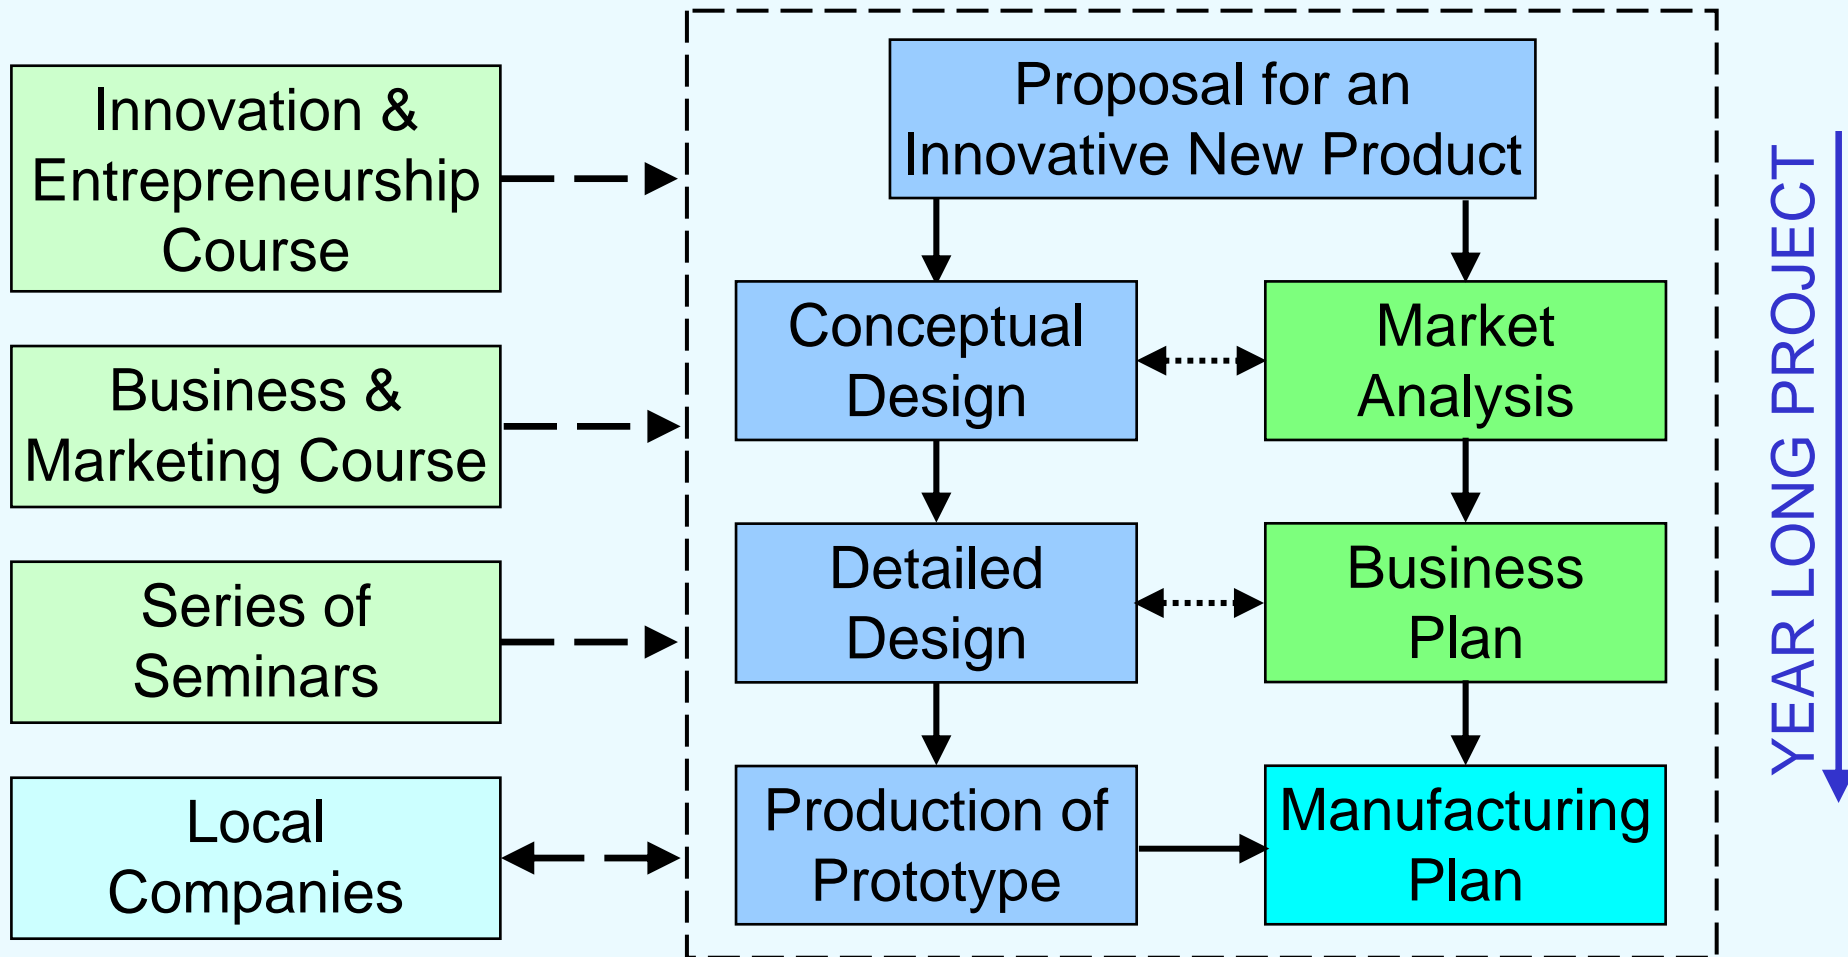 Innovation &
Entrepreneurship
Course
Business &
Marketing Course
Series of
Seminars
Local
Companies
Proposal for an
Innovative New Product
Conceptual
Design
Market
Analysis
Detailed
Design
Business
Plan
Production of
Prototype
Manufacturing
Plan
YEAR LONG PROJECT